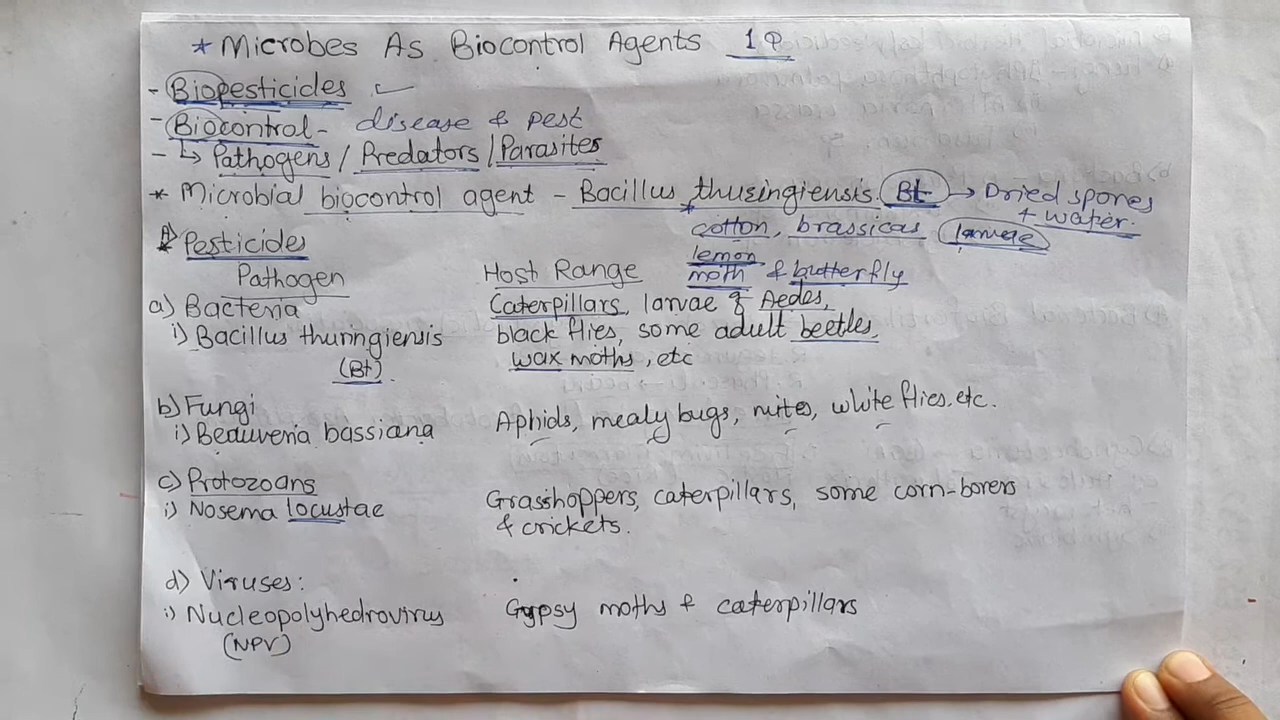 * Microbes As Biocontrol Agents 1Q
- Biopesticides ✓
- Biocontrol - disease & pest
- ↳ Pathogens / Predators / Parasites
* Microbial biocontrol agent - Bacillus thuringiensis. Bt → Dried spores + water.
cotton, brassicas larvae
A) Pesticides lemon
moth & butterfly
Pathogen Host Range
a) Bacteria Caterpillars, larvae of Aedes,
i) Bacillus thuringiensis black flies, some adult beetles,
(Bt). wax moths, etc
b) Fungi
i) Beauveria bassiana Aphids, mealy bugs, mites, white flies. etc.
c) Protozoans Grasshoppers, caterpillars, some corn-borers
i) Nosema locustae & crickets.
d) Viruses:
i) Nucleopolyhedrovirus Gypsy moths & caterpillars
(NPV)